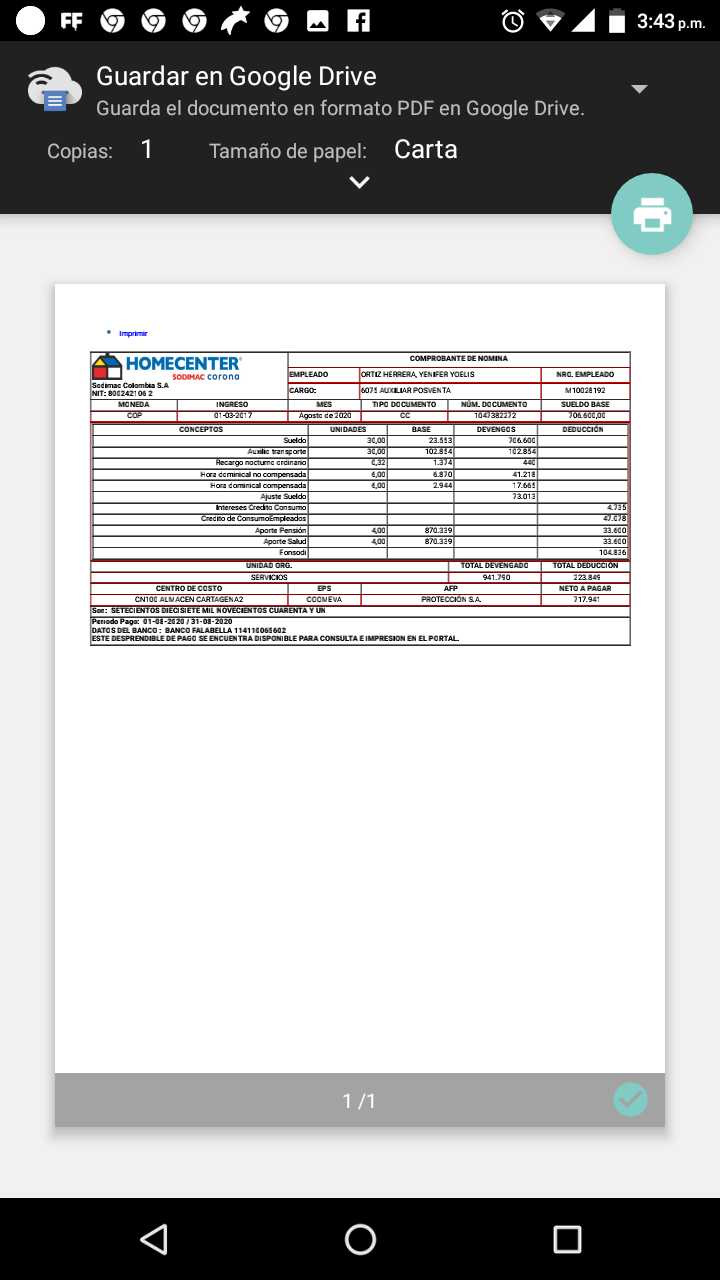 FF 3:43 p.m.
Guardar en Google Drive
Guarda el documento en formato PDF en Google Drive.
Copias: 1 Tamaño de papel: Carta
Imprimir
HOMECENTER
SODIMAC corona
Sodimac Colombia S.A
NIT: 800242106 2
COMPROBANTE DE NOMINA
EMPLEADO ORTIZ HERRERA, YENIFER YOELIS NRO. EMPLEADO
CARGO: 6075 AUXILIAR POSVENTA M10028192
MONEDA INGRESO MES TIPO DOCUMENTO NÚM. DOCUMENTO SUELDO BASE
COP 01-03-2017 Agosto de 2020 CC 1047382272 706.600,00
CONCEPTOS UNIDADES BASE DEVENGOS DEDUCCIÓN
Sueldo 30,00 23.553 706.600
Auxilio transporte 30,00 102.854 102.854
Recargo nocturno ordinario 0,32 1.374 440
Hora dominical no compensada 6,00 6.870 41.218
Hora dominical compensada 6,00 2.944 17.665
Ajuste Sueldo 73.013
Intereses Credito Consumo 4.735
Credito de ConsumoEmpleados 47.078
Aporte Pensión 4,00 870.339 33.600
Aporte Salud 4,00 870.339 33.600
Fonsodi 104.836
UNIDAD ORG. TOTAL DEVENGADO TOTAL DEDUCCIÓN
SERVICIOS 941.790 223.849
CENTRO DE COSTO EPS AFP NETO A PAGAR
CN100 ALMACEN CARTAGENA2 COOMEVA PROTECCIÓN S.A. 717.941
Son: SETECIENTOS DIECISIETE MIL NOVECIENTOS CUARENTA Y UN
Periodo Pago: 01-08-2020 / 31-08-2020
DATOS DEL BANCO : BANCO FALABELLA 114110065602
ESTE DESPRENDIBLE DE PAGO SE ENCUENTRA DISPONIBLE PARA CONSULTA E IMPRESION EN EL PORTAL.
1 /1